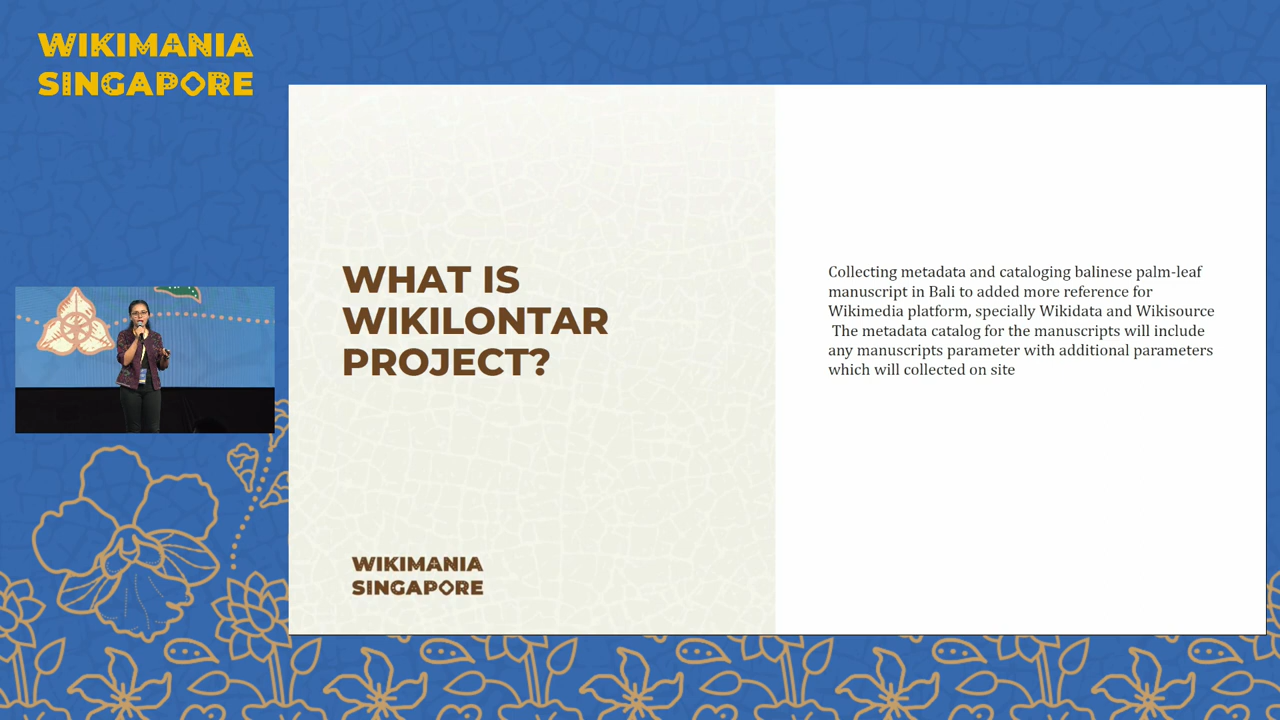 WIKIMANIA
SINGAPORE
WHAT IS
WIKILONTAR
PROJECT?
WIKIMANIA
SINGAPORE
Collecting metadata and cataloging balinese palm-leaf
manuscript in Bali to added more reference for
Wikimedia platform, specially Wikidata and Wikisource
The metadata catalog for the manuscripts will include
any manuscripts parameter with additional parameters
which will collected on site